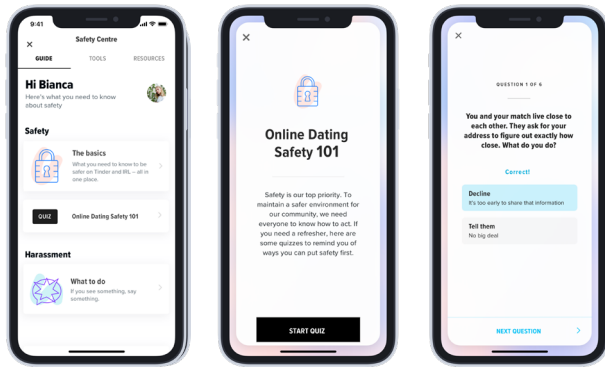 9:41
Safety Centre
GUIDE TOOLS RESOURCES
Hi Bianca
Here's what you need to know
about safety
Safety
The basics
What you need to know to be
safer on Tinder and IRL – all in
one place.
QUIZ Online Dating Safety 101
Harassment
What to do
If you see something, say
something.
Online Dating
Safety 101
Safety is our top priority. To
maintain a safer environment for
our community, we need
everyone to know how to act. If
you need a refresher, here are
some quizzes to remind you of
ways you can put safety first.
START QUIZ
QUESTION 1 OF 6
You and your match live close to
each other. They ask for your
address to figure out exactly how
close. What do you do?
Correct!
Decline
It's too early to share that information
Tell them
No big deal
NEXT QUESTION